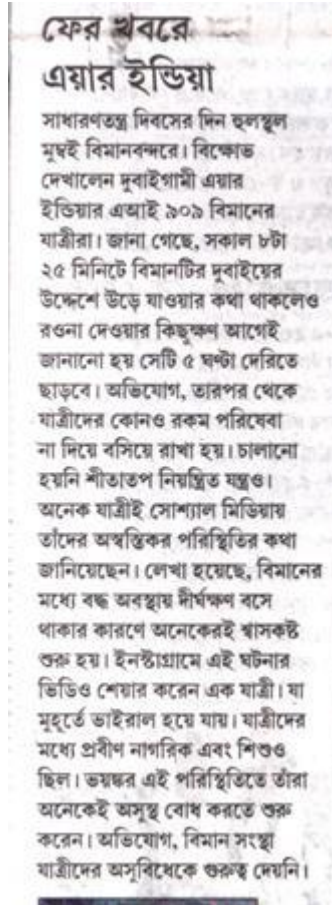 ফের খবরে
এয়ার ইন্ডিয়া
সাধারণতন্ত্র দিবসের দিন হুলস্থুল
মুম্বই বিমানবন্দরে। বিক্ষোভ
দেখালেন দুবাইগামী এয়ার
ইন্ডিয়ার এআই ৯০৯ বিমানের
যাত্রীরা। জানা গেছে, সকাল ৮টা
২৫ মিনিটে বিমানটির দুবাইয়ের
উদ্দেশে উড়ে যাওয়ার কথা থাকলেও
রওনা দেওয়ার কিছুক্ষণ আগেই
জানানো হয় সেটি ৫ ঘণ্টা দেরিতে
ছাড়বে। অভিযোগ, তারপর থেকে
যাত্রীদের কোনও রকম পরিষেবা
না দিয়ে বসিয়ে রাখা হয়। চালানো
হয়নি শীতাতপ নিয়ন্ত্রিত যন্ত্রও।
অনেক যাত্রীই সোশ্যাল মিডিয়ায়
তাঁদের অস্বস্তিকর পরিস্থিতির কথা
জানিয়েছেন। লেখা হয়েছে, বিমানের
মধ্যে বদ্ধ অবস্থায় দীর্ঘক্ষণ বসে
থাকার কারণে অনেকেরই শ্বাসকষ্ট
শুরু হয়। ইনস্টাগ্রামে এই ঘটনার
ভিডিও শেয়ার করেন এক যাত্রী। যা
মুহূর্তে ভাইরাল হয়ে যায়। যাত্রীদের
মধ্যে প্রবীণ নাগরিক এবং শিশুও
ছিল। ভয়ঙ্কর এই পরিস্থিতিতে তাঁরা
অনেকেই অসুস্থ বোধ করতে শুরু
করেন। অভিযোগ, বিমান সংস্থা
যাত্রীদের অসুবিধেকে গুরুত্ব দেয়নি।